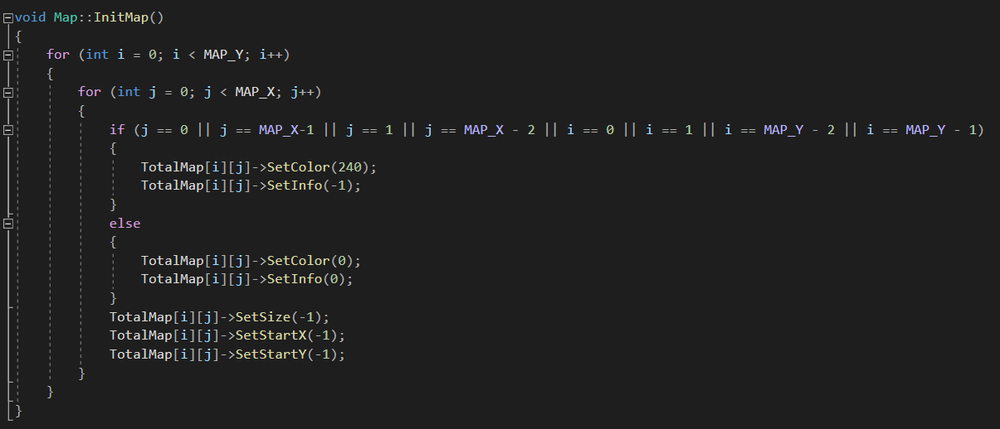 void Map::InitMap()
{
    for (int i = 0; i < MAP_Y; i++)
    {
        for (int j = 0; j < MAP_X; j++)
        {
            if (j == 0 || j == MAP_X-1 || j == 1 || j == MAP_X - 2 || i == 0 || i == 1 || i == MAP_Y - 2 || i == MAP_Y - 1)
            {
                TotalMap[i][j]->SetColor(240);
                TotalMap[i][j]->SetInfo(-1);
            }
            else
            {
                TotalMap[i][j]->SetColor(0);
                TotalMap[i][j]->SetInfo(0);
            }
            TotalMap[i][j]->SetSize(-1);
            TotalMap[i][j]->SetStartX(-1);
            TotalMap[i][j]->SetStartY(-1);
        }
    }
}